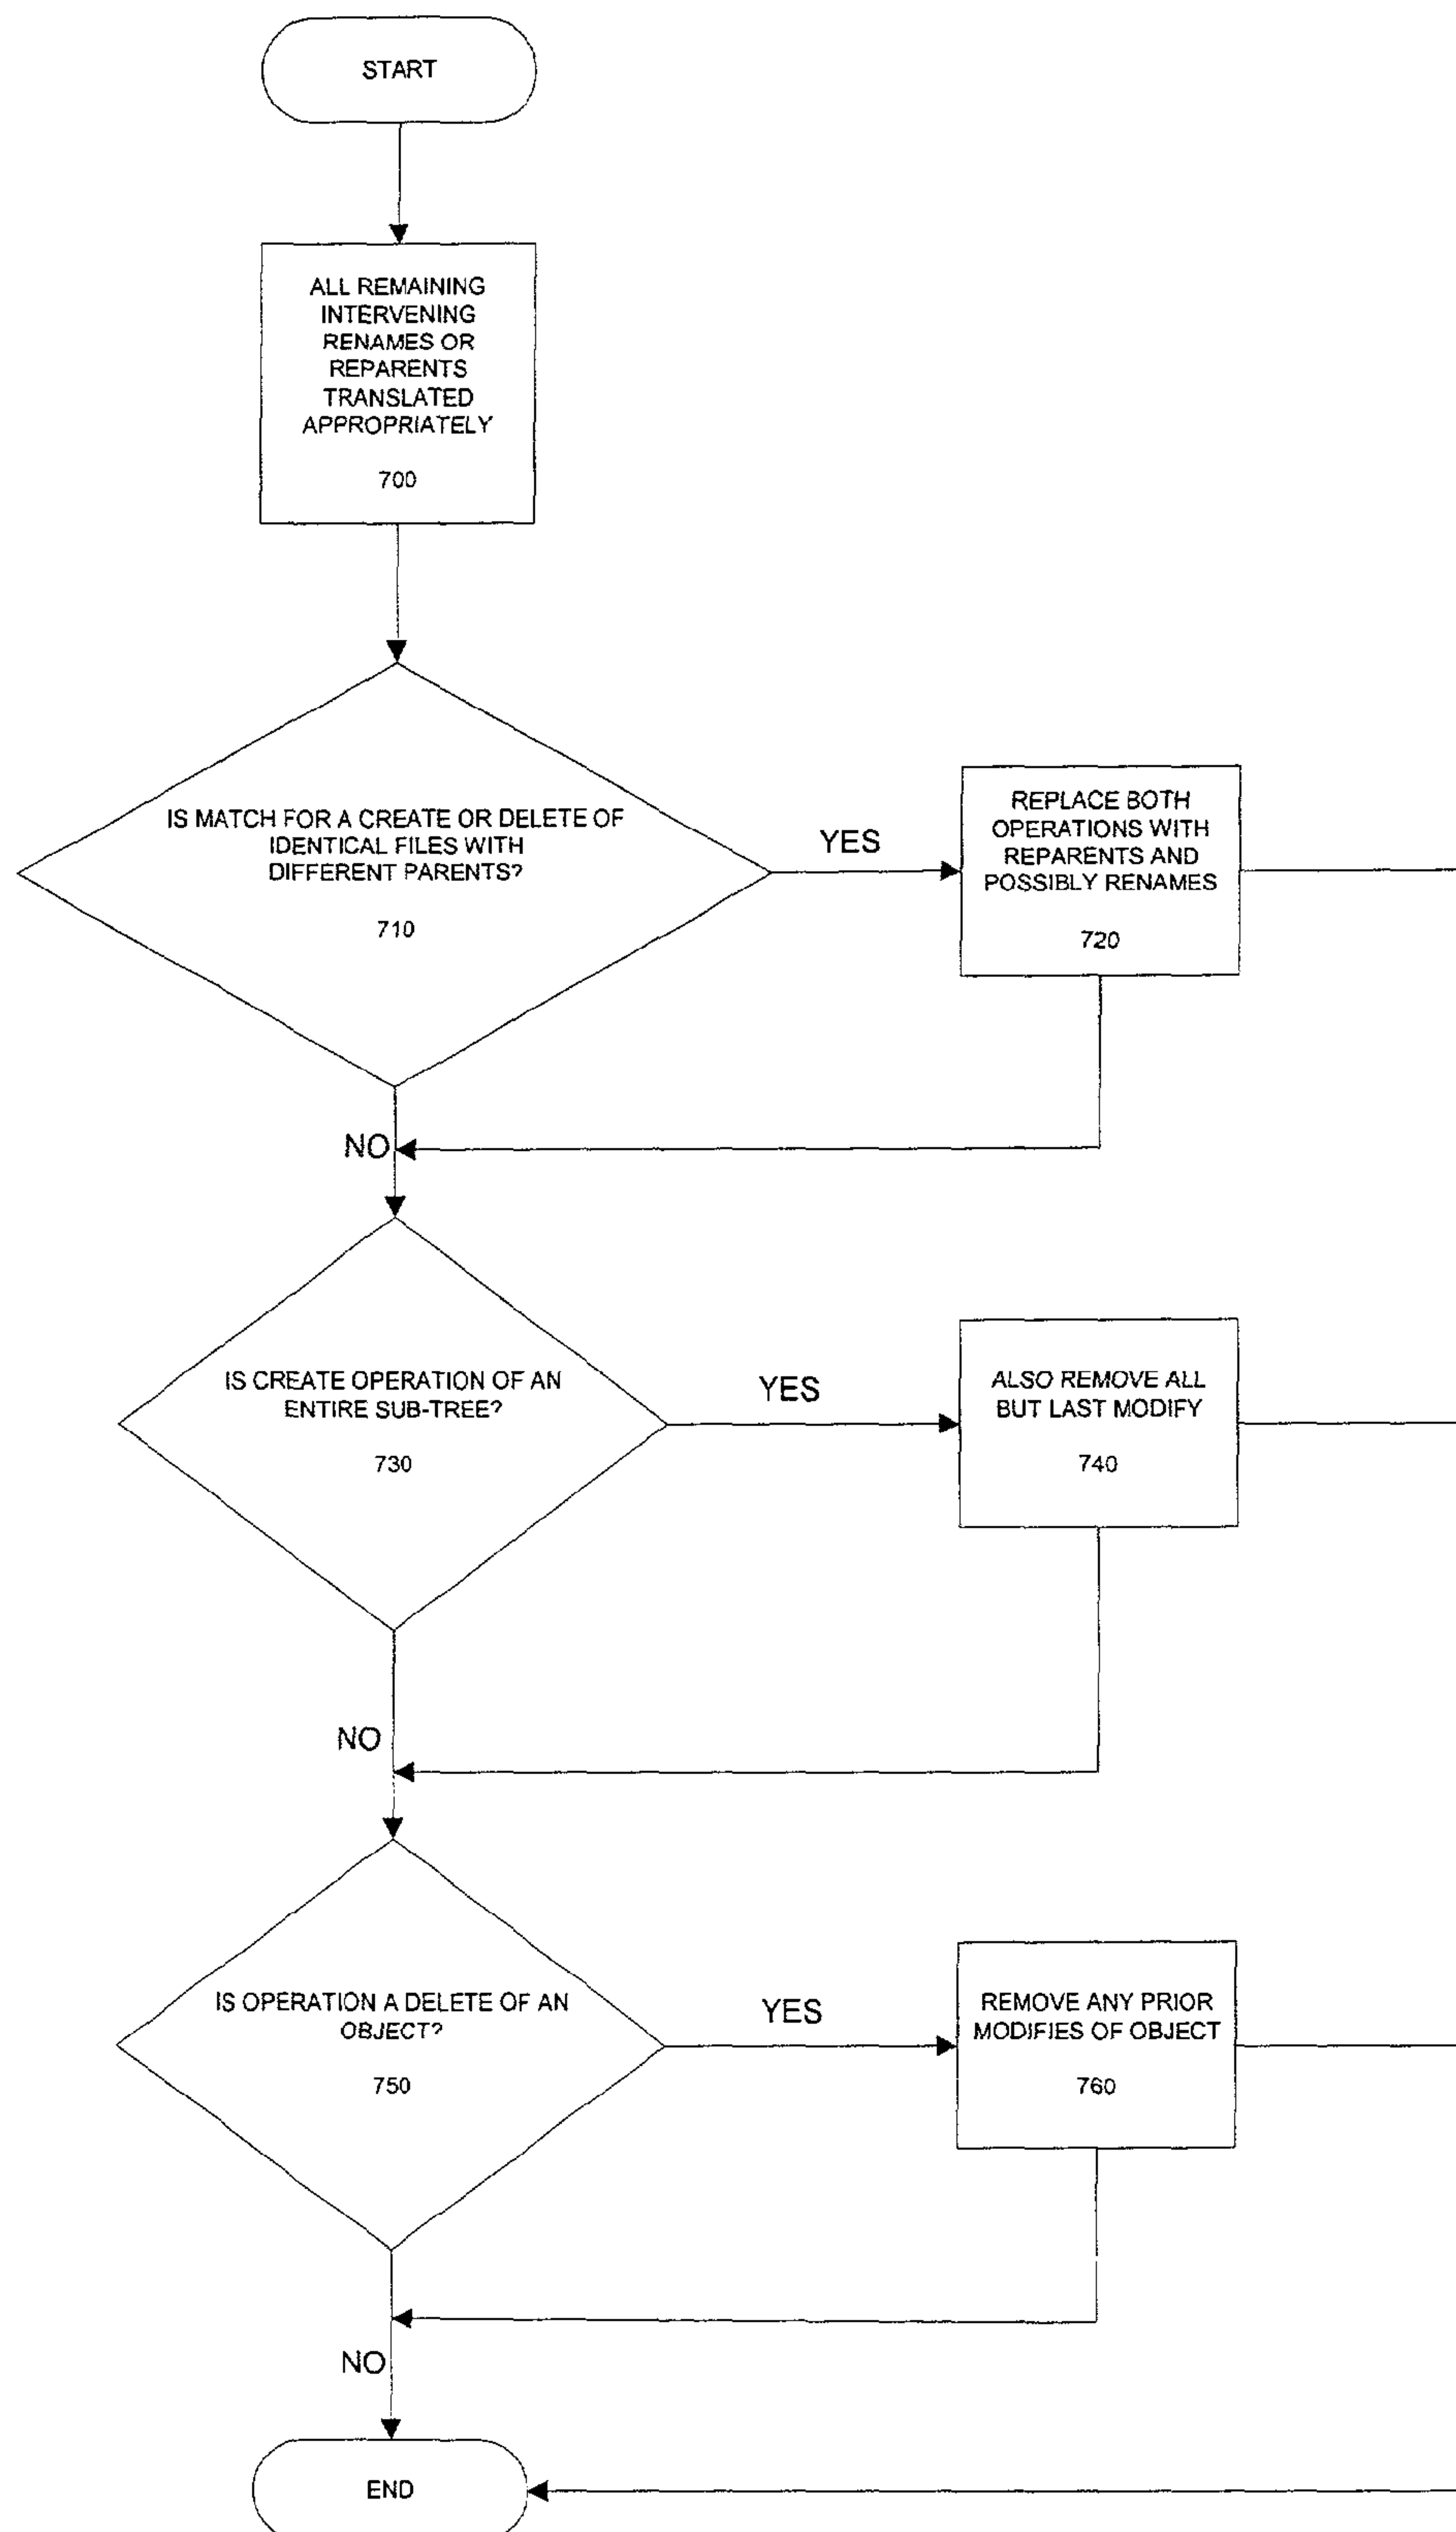 START
ALL REMAINING
INTERVENING
RENAMES OR
REPARENTS
TRANSLATED
APPROPRIATELY
700
IS MATCH FOR A CREATE OR DELETE OF
IDENTICAL FILES WITH
DIFFERENT PARENTS?
710
YES
REPLACE BOTH
OPERATIONS WITH
REPARENTS AND
POSSIBLY RENAMES
720
NO
IS CREATE OPERATION OF AN
ENTIRE SUB-TREE?
730
YES
ALSO REMOVE ALL
BUT LAST MODIFY
740
NO
IS OPERATION A DELETE OF AN
OBJECT?
750
YES
REMOVE ANY PRIOR
MODIFIES OF OBJECT
760
NO
END